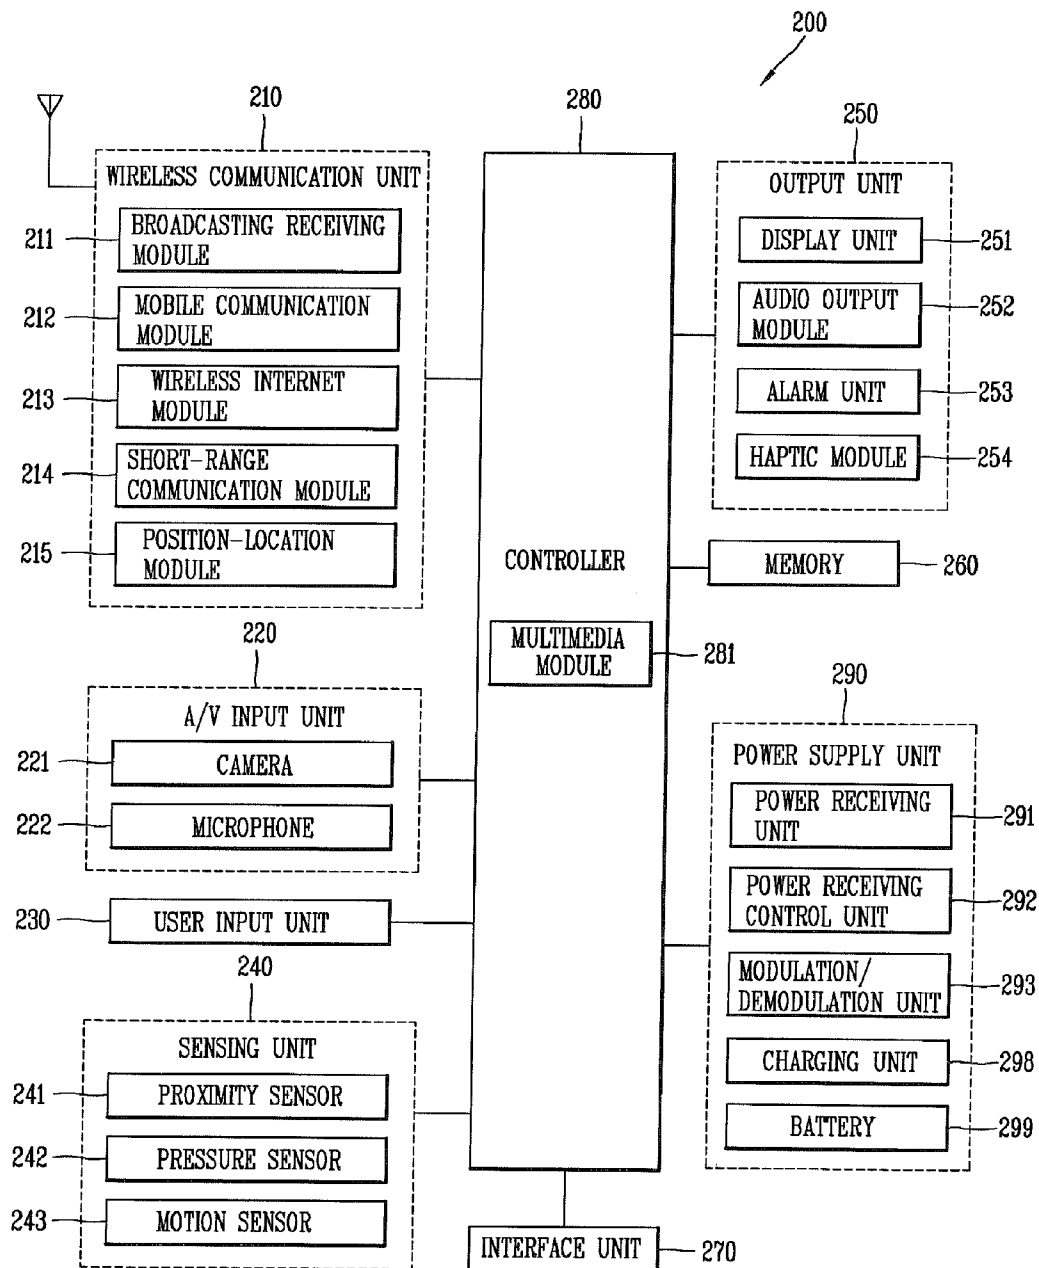 200
210
WIRELESS COMMUNICATION UNIT
211
BROADCASTING RECEIVING
MODULE
212
MOBILE COMMUNICATION
MODULE
213
WIRELESS INTERNET
MODULE
214
SHORT-RANGE
COMMUNICATION MODULE
215
POSITION-LOCATION
MODULE
220
A/V INPUT UNIT
221
CAMERA
222
MICROPHONE
230
USER INPUT UNIT
240
SENSING UNIT
241
PROXIMITY SENSOR
242
PRESSURE SENSOR
243
MOTION SENSOR
280
CONTROLLER
MULTIMEDIA
MODULE
281
INTERFACE UNIT
270
250
OUTPUT UNIT
DISPLAY UNIT
251
AUDIO OUTPUT
MODULE
252
ALARM UNIT
253
HAPTIC MODULE
254
MEMORY
260
290
POWER SUPPLY UNIT
POWER RECEIVING
UNIT
291
POWER RECEIVING
CONTROL UNIT
292
MODULATION/
DEMODULATION UNIT
293
CHARGING UNIT
298
BATTERY
299